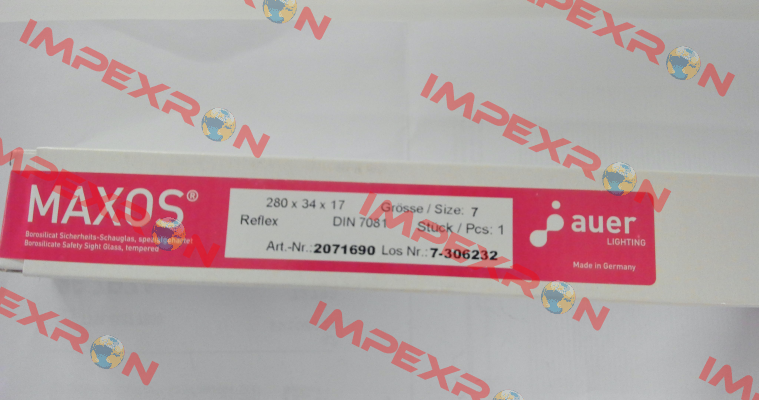 MAXOS®
Borosilicat Sicherheits-Schauglas, spezialgehärtet
Borosilicate Safety Sight Glass, tempered
280 x 34 x 17 Grösse / Size: 7
Reflex DIN 7081 Stück / Pcs: 1
Art.-Nr.:2071690 Los Nr.:7-306232
auer
LIGHTING
Made in Germany
IMPEXRON
IMPEXRON
IMPEXRON
IMPEXRON
IMPEXRON
IMPEXRON